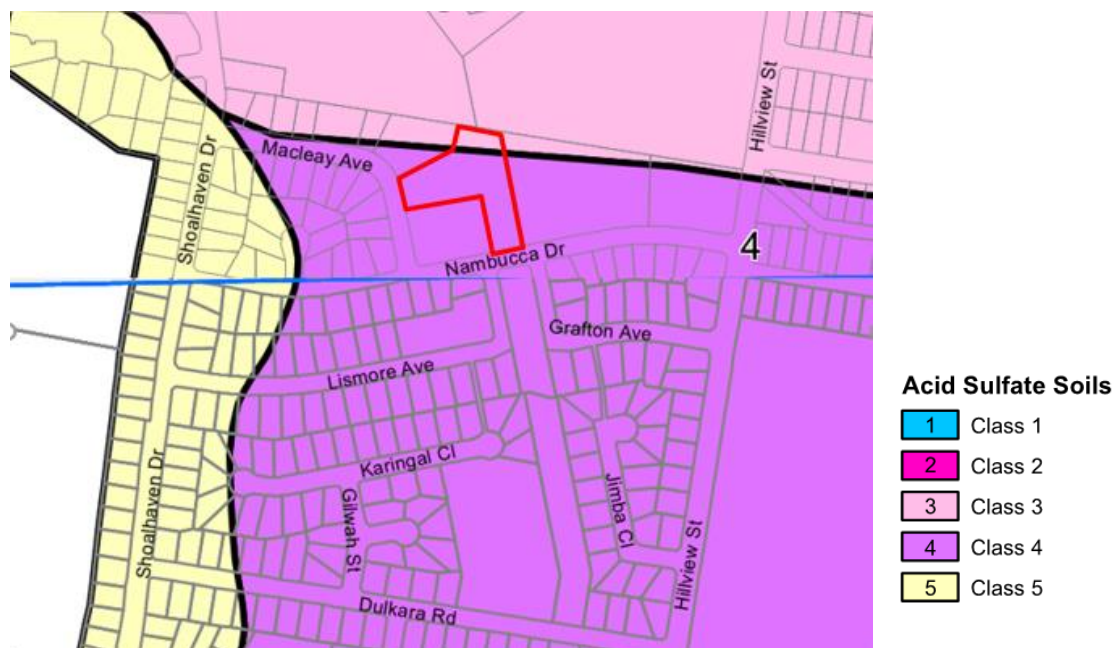 Macleay Ave
Hillview St
Shoalhaven Dr
4
Nambucca Dr
Grafton Ave
Lismore Ave
Karingal Cl
Gilwah St
Jimba Cl
Shoalhaven Dr
Hillview St
Dulkara Rd
Acid Sulfate Soils
1 Class 1
2 Class 2
3 Class 3
4 Class 4
5 Class 5